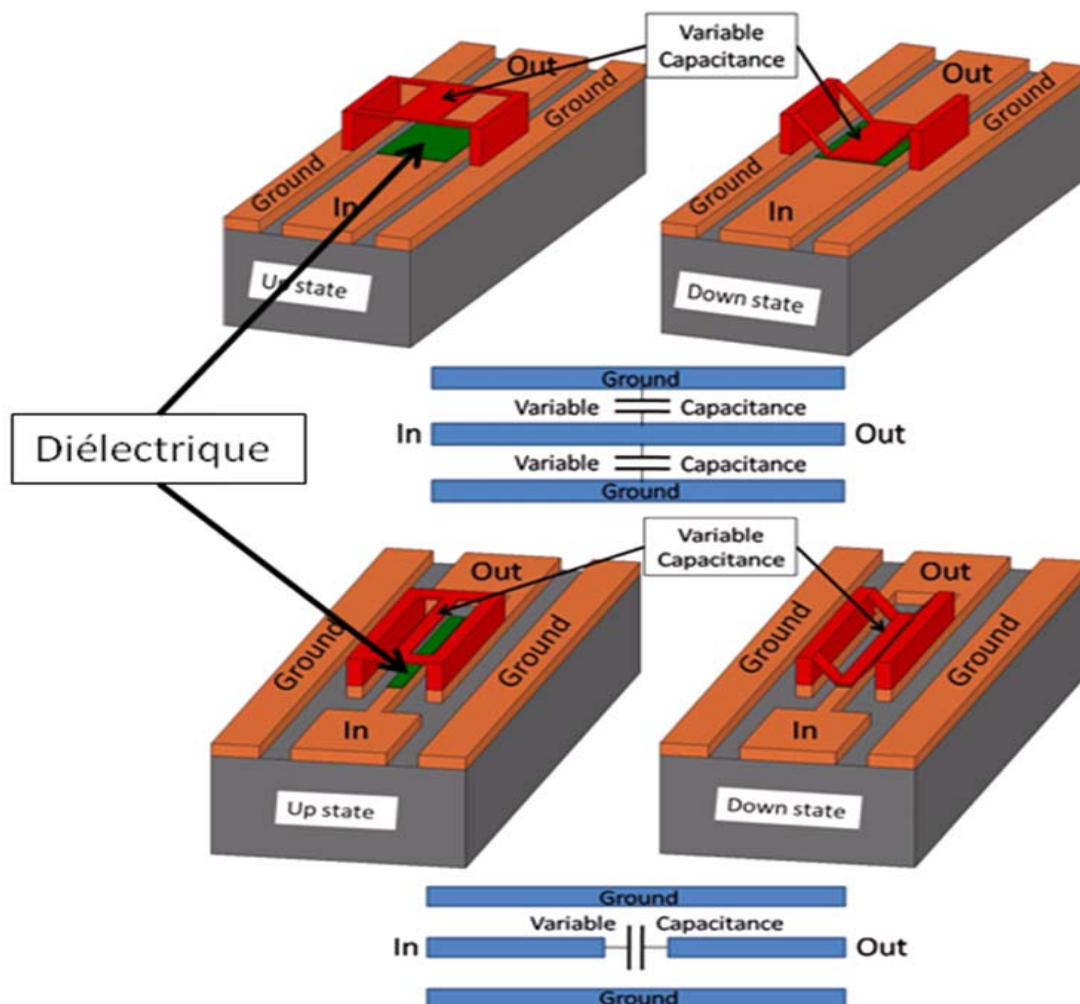 Variable
Capacitance
Out
Ground
Ground
In
Up state
Out
Ground
Ground
In
Down state
Diélectrique
Ground
Variable Capacitance
In Out
Variable Capacitance
Ground
Variable
Capacitance
Out
Ground
Ground
In
Up state
Out
Ground
Ground
In
Down state
Ground
Variable Capacitance
In Out
Ground